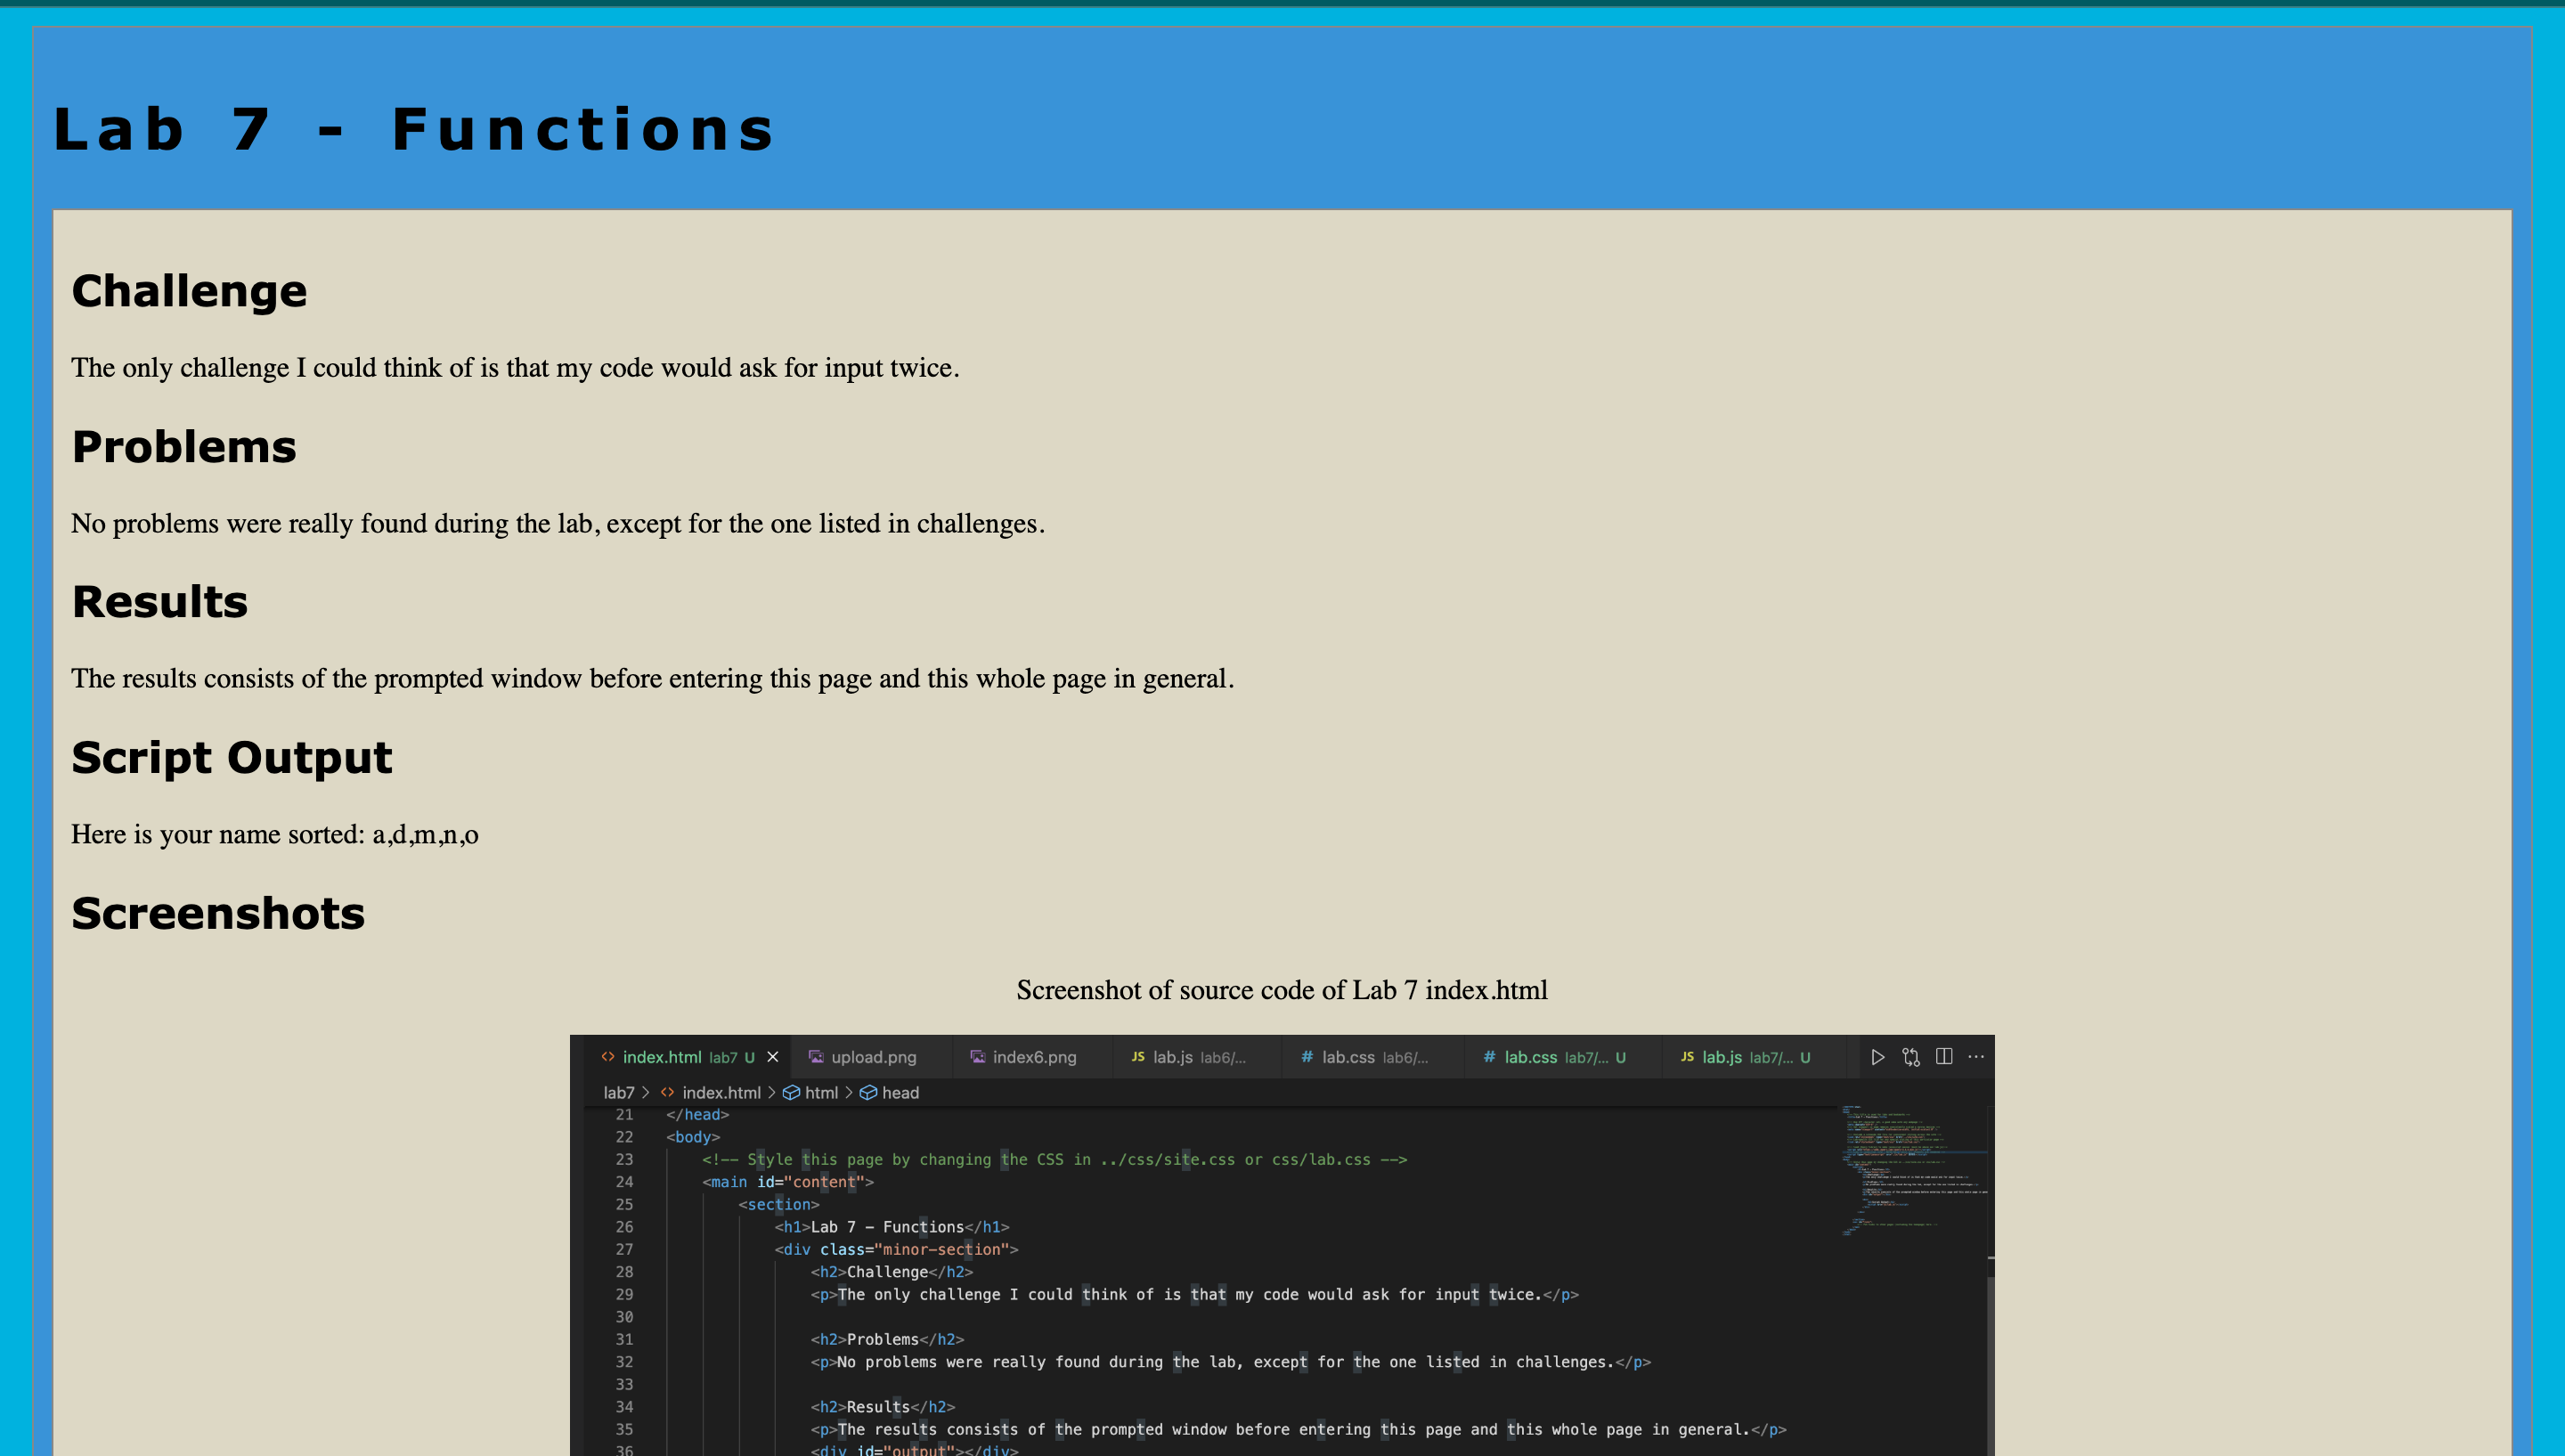 Lab 7 - Functions
Challenge
The only challenge I could think of is that my code would ask for input twice.
Problems
No problems were really found during the lab, except for the one listed in challenges.
Results
The results consists of the prompted window before entering this page and this whole page in general.
Script Output
Here is your name sorted: a,d,m,n,o
Screenshots
Screenshot of source code of Lab 7 index.html
<> index.html lab7 U × upload.png index6.png JS lab.js lab6/... # lab.css lab6/... # lab.css lab7/... U JS lab.js lab7/... U ...
lab7 > <> index.html > html > head
21 </head>
22 <body>
23 <!-- Style this page by changing the CSS in ../css/site.css or css/lab.css -->
24 <main id="content">
25 <section>
26 <h1>Lab 7 - Functions</h1>
27 <div class="minor-section">
28 <h2>Challenge</h2>
29 <p>The only challenge I could think of is that my code would ask for input twice.</p>
30
31 <h2>Problems</h2>
32 <p>No problems were really found during the lab, except for the one listed in challenges.</p>
33
34 <h2>Results</h2>
35 <p>The results consists of the prompted window before entering this page and this whole page in general.</p>
36 <div id="output"></div>